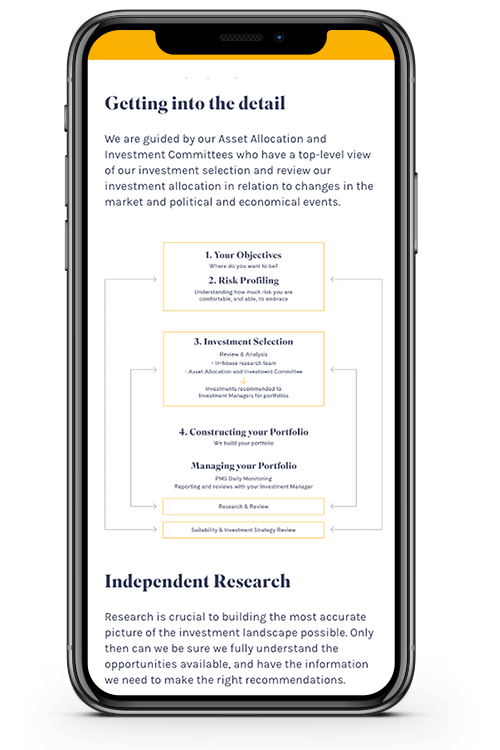 Getting into the detail
We are guided by our Asset Allocation and
Investment Committees who have a top-level view
of our investment selection and review our
investment allocation in relation to changes in the
market and political and economical events.
1. Your Objectives
Where do you want to be?
2. Risk Profiling
Understanding how much risk you are
comfortable, and able, to embrace
3. Investment Selection
Review & Analysis
- In-house research team
- Asset Allocation and Investment Committee
Investments recommended to
Investment Managers for portfolios
4. Constructing your Portfolio
We build your portfolio
Managing your Portfolio
PMS Daily Monitoring
Reporting and reviews with your Investment Manager
Research & Review
Suitability & Investment Strategy Review
Independent Research
Research is crucial to building the most accurate
picture of the investment landscape possible. Only
then can we be sure we fully understand the
opportunities available, and have the information
we need to make the right recommendations.